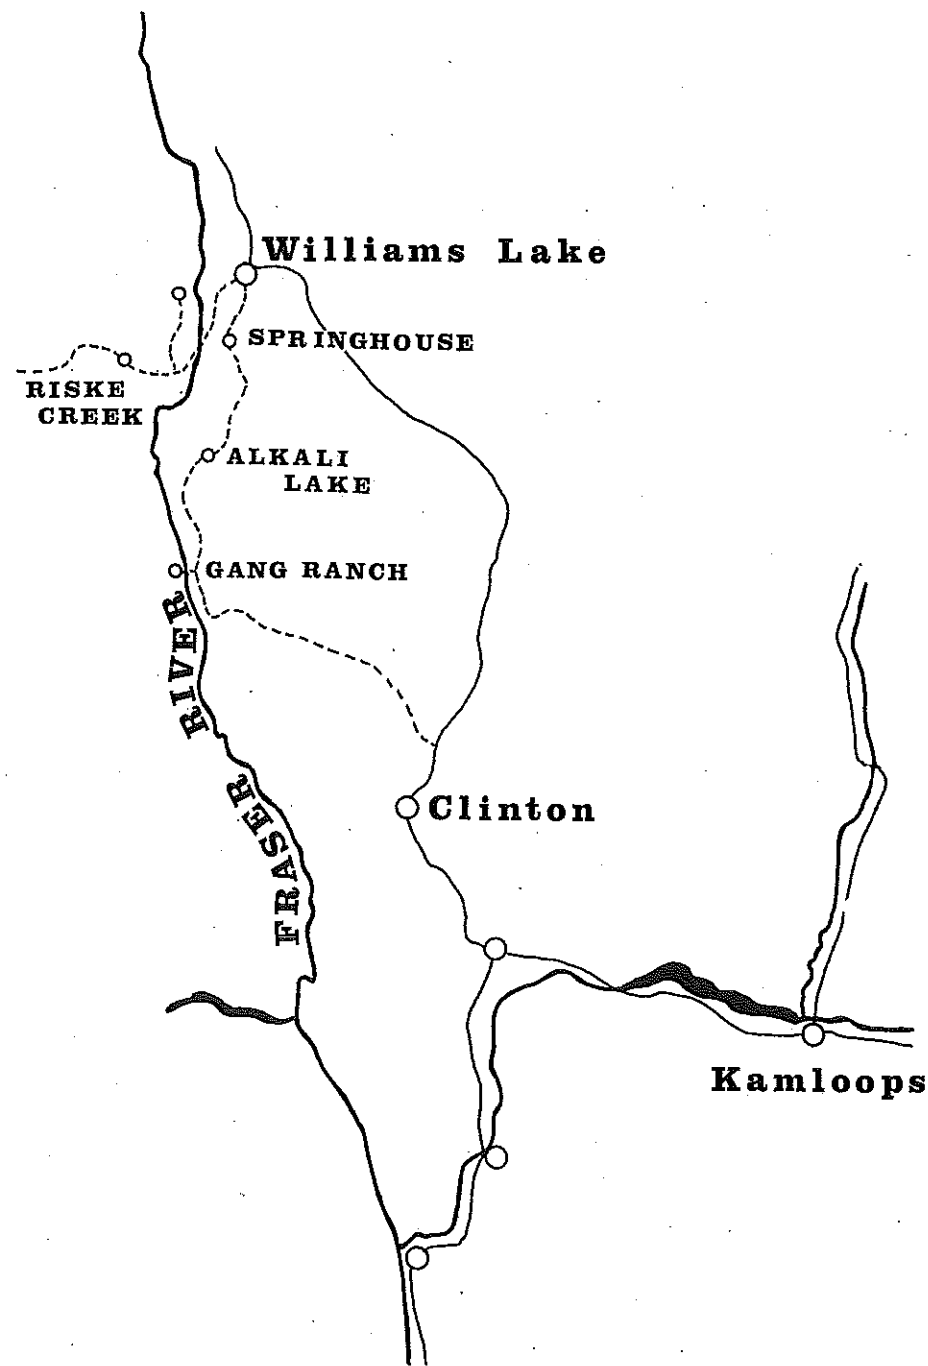 Williams Lake
SPRINGHOUSE
RISKE
CREEK
ALKALI
LAKE
GANG RANCH
FRASER RIVER
Clinton
Kamloops